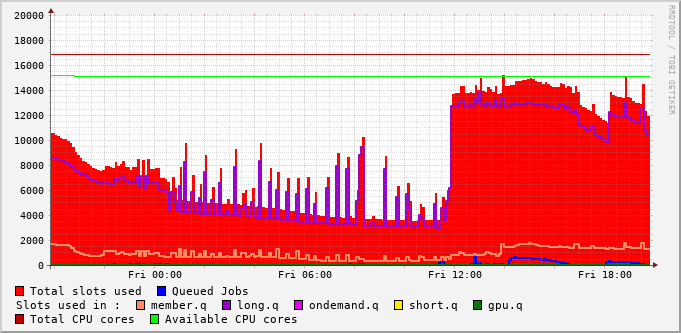 20000
18000
16000
14000
12000
10000
8000
6000
4000
2000
0
Fri 00:00 Fri 06:00 Fri 12:00 Fri 18:00
RRDTOOL / TOBI OETIKER
Total slots used Queued Jobs
Slots used in : member.q long.q ondemand.q short.q gpu.q
Total CPU cores Available CPU cores